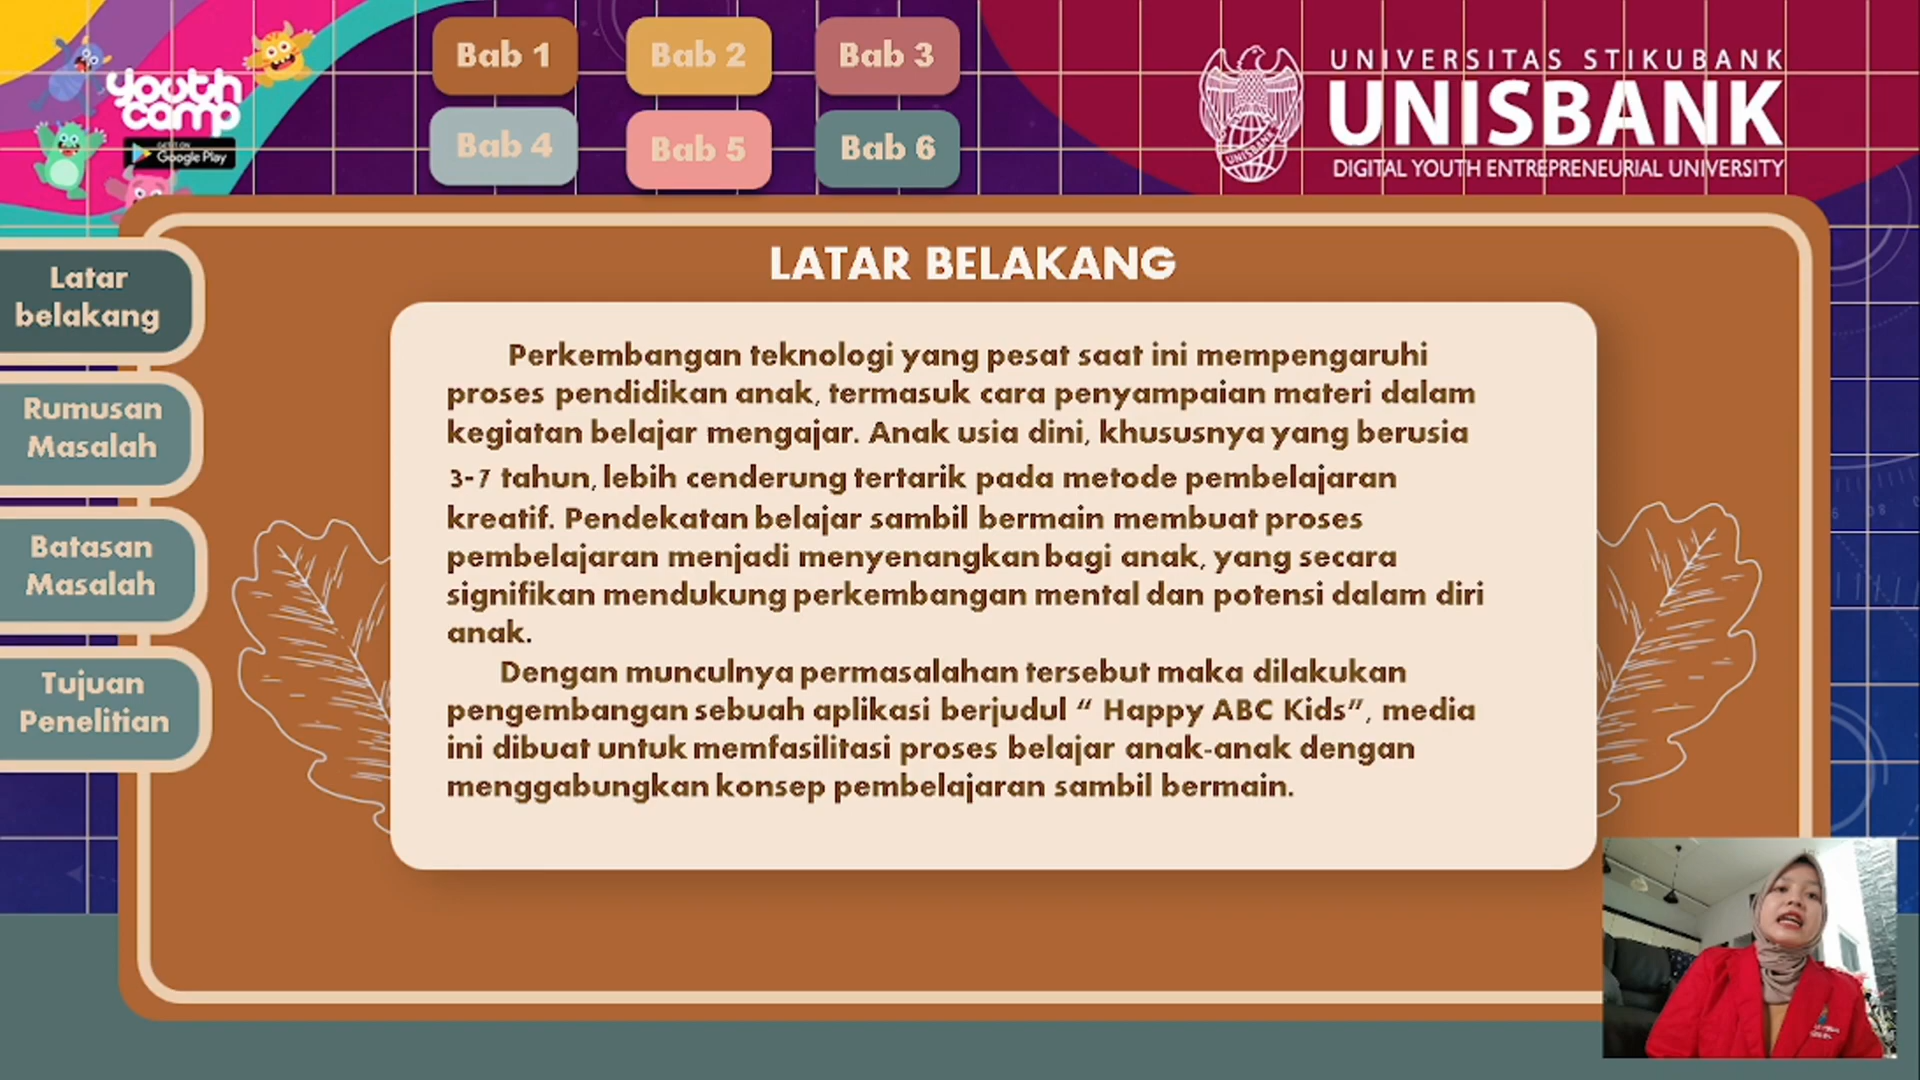 youth
camp
GET IT ON
Google Play
Bab 1
Bab 2
Bab 3
Bab 4
Bab 5
Bab 6
UNISBANK
UNIVERSITAS STIKUBANK
UNISBANK
DIGITAL YOUTH ENTREPRENEURIAL UNIVERSITY
Latar
belakang
Rumusan
Masalah
Batasan
Masalah
Tujuan
Penelitian
LATAR BELAKANG
Perkembangan teknologi yang pesat saat ini mempengaruhi
proses pendidikan anak, termasuk cara penyampaian materi dalam
kegiatan belajar mengajar. Anak usia dini, khususnya yang berusia
3-7 tahun, lebih cenderung tertarik pada metode pembelajaran
kreatif. Pendekatan belajar sambil bermain membuat proses
pembelajaran menjadi menyenangkan bagi anak, yang secara
signifikan mendukung perkembangan mental dan potensi dalam diri
anak.
Dengan munculnya permasalahan tersebut maka dilakukan
pengembangan sebuah aplikasi berjudul “ Happy ABC Kids”, media
ini dibuat untuk memfasilitasi proses belajar anak-anak dengan
menggabungkan konsep pembelajaran sambil bermain.